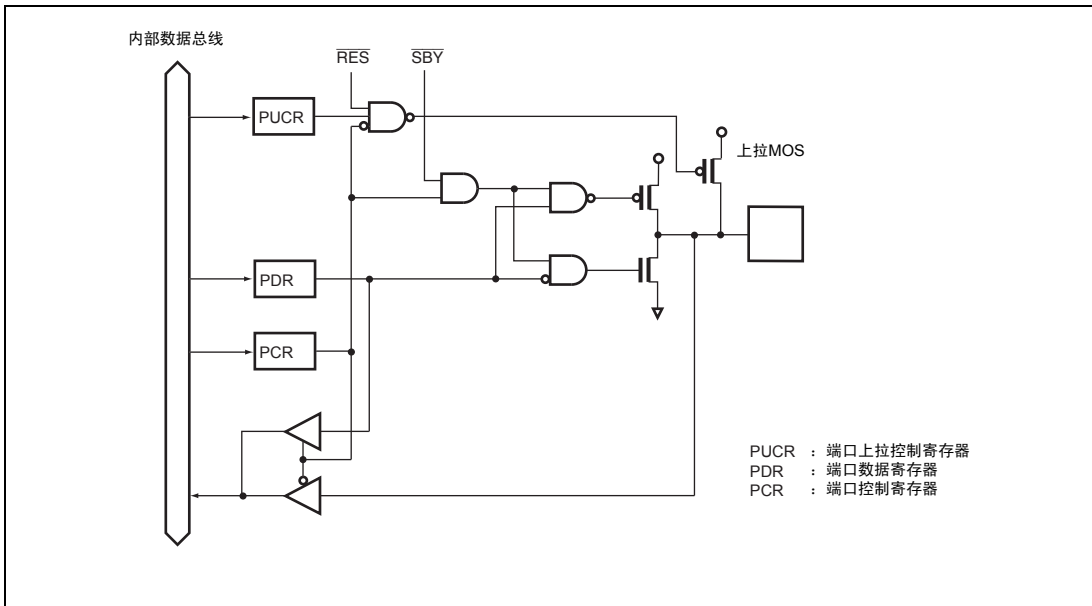 内部数据总线
RES
SBY
PUCR
上拉MOS
PDR
PCR
PUCR ：端口上拉控制寄存器
PDR ：端口数据寄存器
PCR ：端口控制寄存器